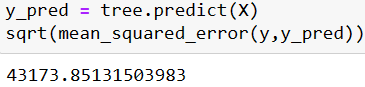 y_pred = tree.predict(X)
sqrt(mean_squared_error(y,y_pred))
43173.85131503983